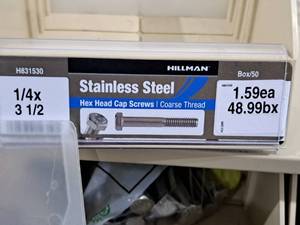 HILLMAN
H831530
Box/50
1/4x
3 1/2
Stainless Steel
Hex Head Cap Screws | Coarse Thread
1.59ea
48.99bx